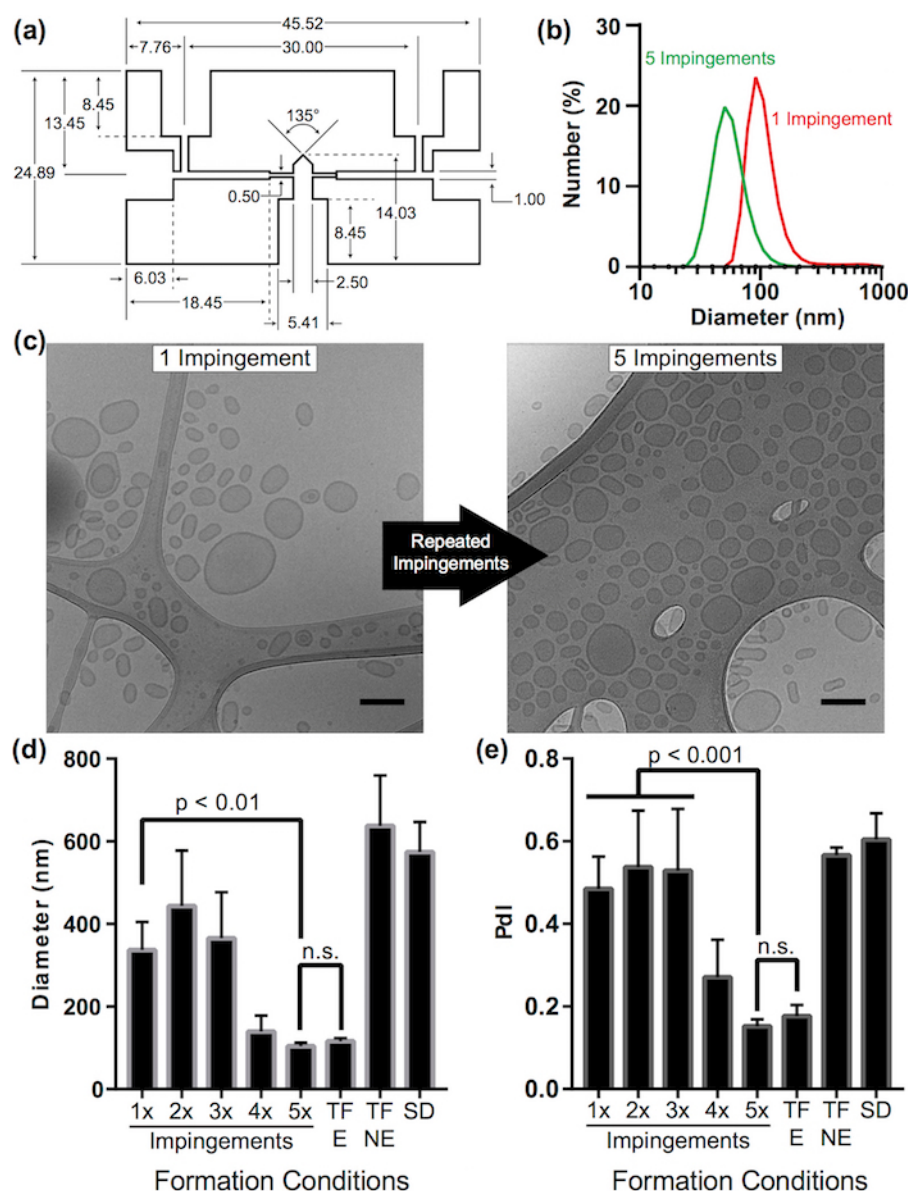 (a)
45.52
7.76
30.00
8.45
13.45
24.89
135°
0.50
14.03
1.00
8.45
6.03
2.50
18.45
5.41
(b)
Number (%)
30
20
10
0
5 Impingements
1 Impingement
10
100
1000
Diameter (nm)
(c)
1 Impingement
5 Impingements
Repeated
Impingements
(d)
Diameter (nm)
800
600
400
200
0
p < 0.01
n.s.
1x 2x 3x 4x 5x TF TF SD
E NE
Impingements
Formation Conditions
(e)
PdI
0.8
0.6
0.4
0.2
0.0
p < 0.001
n.s.
1x 2x 3x 4x 5x TF TF SD
E NE
Impingements
Formation Conditions